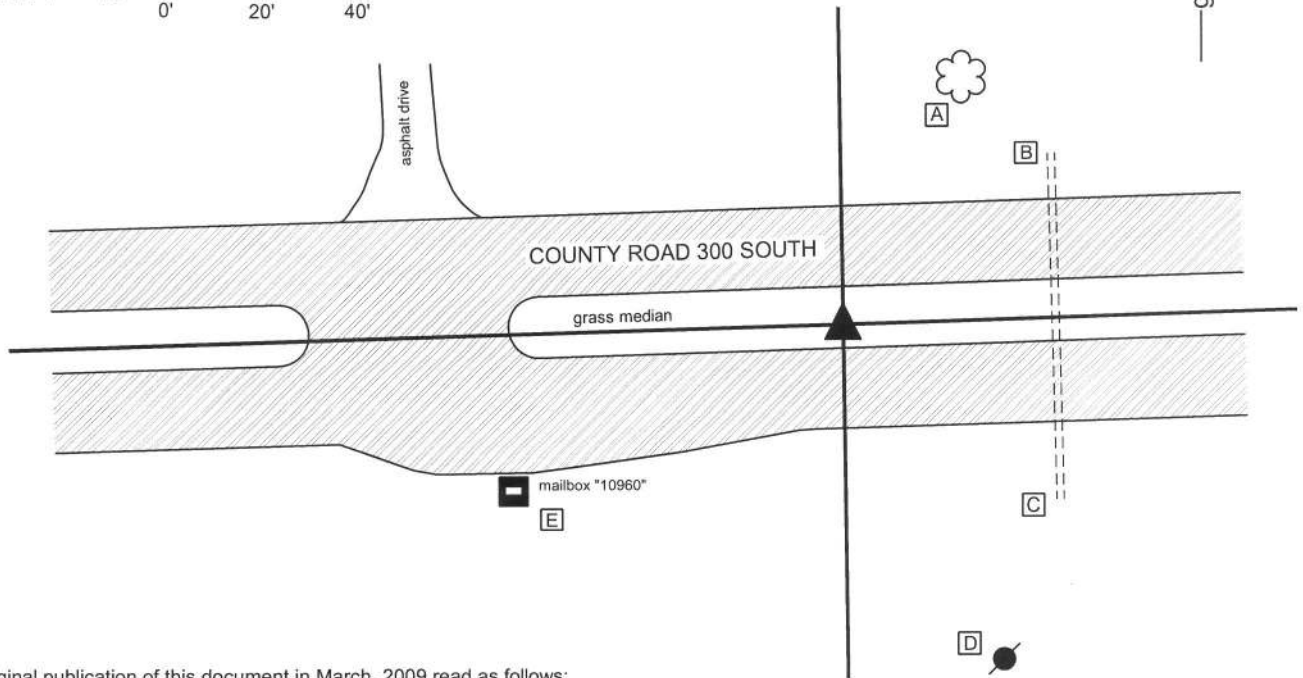 0' 20' 40'
asphalt drive
A
B
COUNTY ROAD 300 SOUTH
grass median
mailbox "10960"
E
C
D
ginal publication of this document in March, 2009 read as follows: